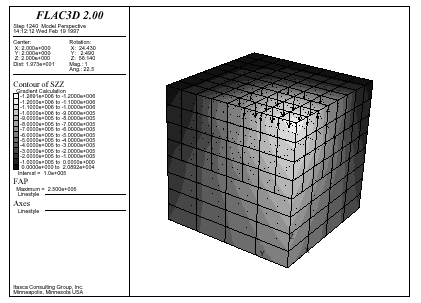 FLAC3D 2.00
Step 1240 Model Perspective
14:12:12 Wed Feb 19 1997
Center: Rotation:
X: 2.000e+000 X: 24.430
Y: 2.000e+000 Y: 2.490
Z: 2.000e+000 Z: 56.140
Dist: 1.973e+001 Mag.: 1
Ang.: 22.5
Contour of SZZ
Gradient Calculation
-1.2891e+006 to -1.2000e+006
-1.2000e+006 to -1.1000e+006
-1.1000e+006 to -1.0000e+006
-1.0000e+006 to -9.0000e+005
-9.0000e+005 to -8.0000e+005
-8.0000e+005 to -7.0000e+005
-7.0000e+005 to -6.0000e+005
-6.0000e+005 to -5.0000e+005
-5.0000e+005 to -4.0000e+005
-4.0000e+005 to -3.0000e+005
-3.0000e+005 to -2.0000e+005
-2.0000e+005 to -1.0000e+005
-1.0000e+005 to 0.0000e+000
0.0000e+000 to 2.0892e+004
Interval = 1.0e+005
FAP
Maximum = 2.500e+005
Linestyle
Axes
Linestyle
Y
Itasca Consulting Group, Inc.
Minneapolis, Minnesota USA